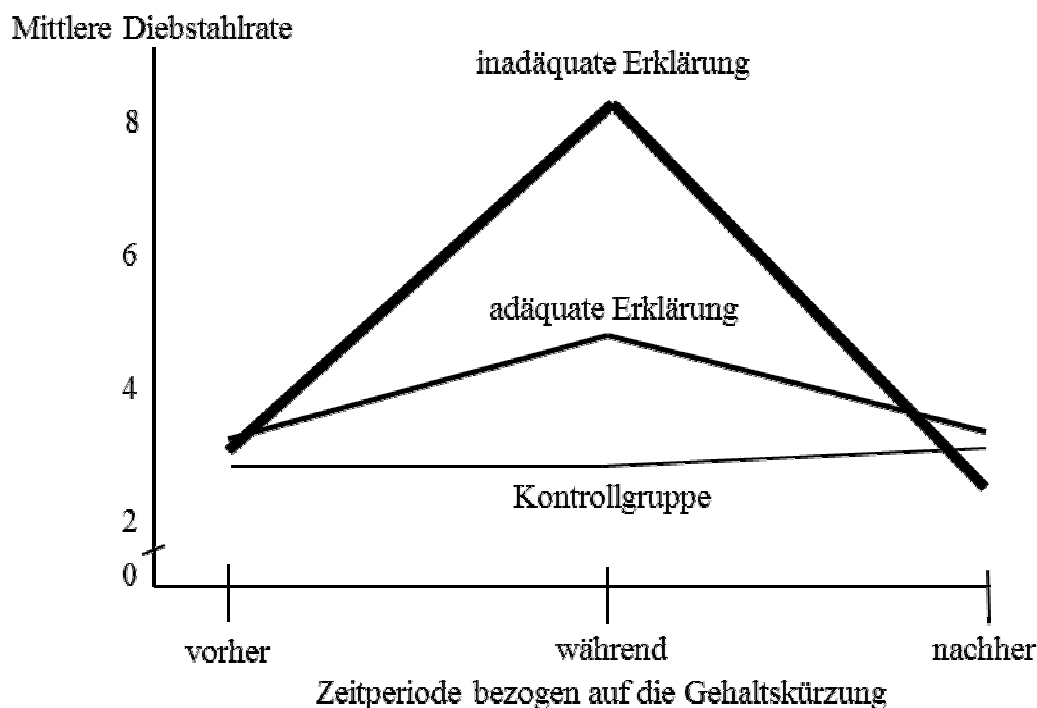 Mittlere Diebstahlrate
inadäquate Erklärung
8
6
adäquate Erklärung
4
Kontrollgruppe
2
0
vorher
während
nachher
Zeitperiode bezogen auf die Gehaltskürzung